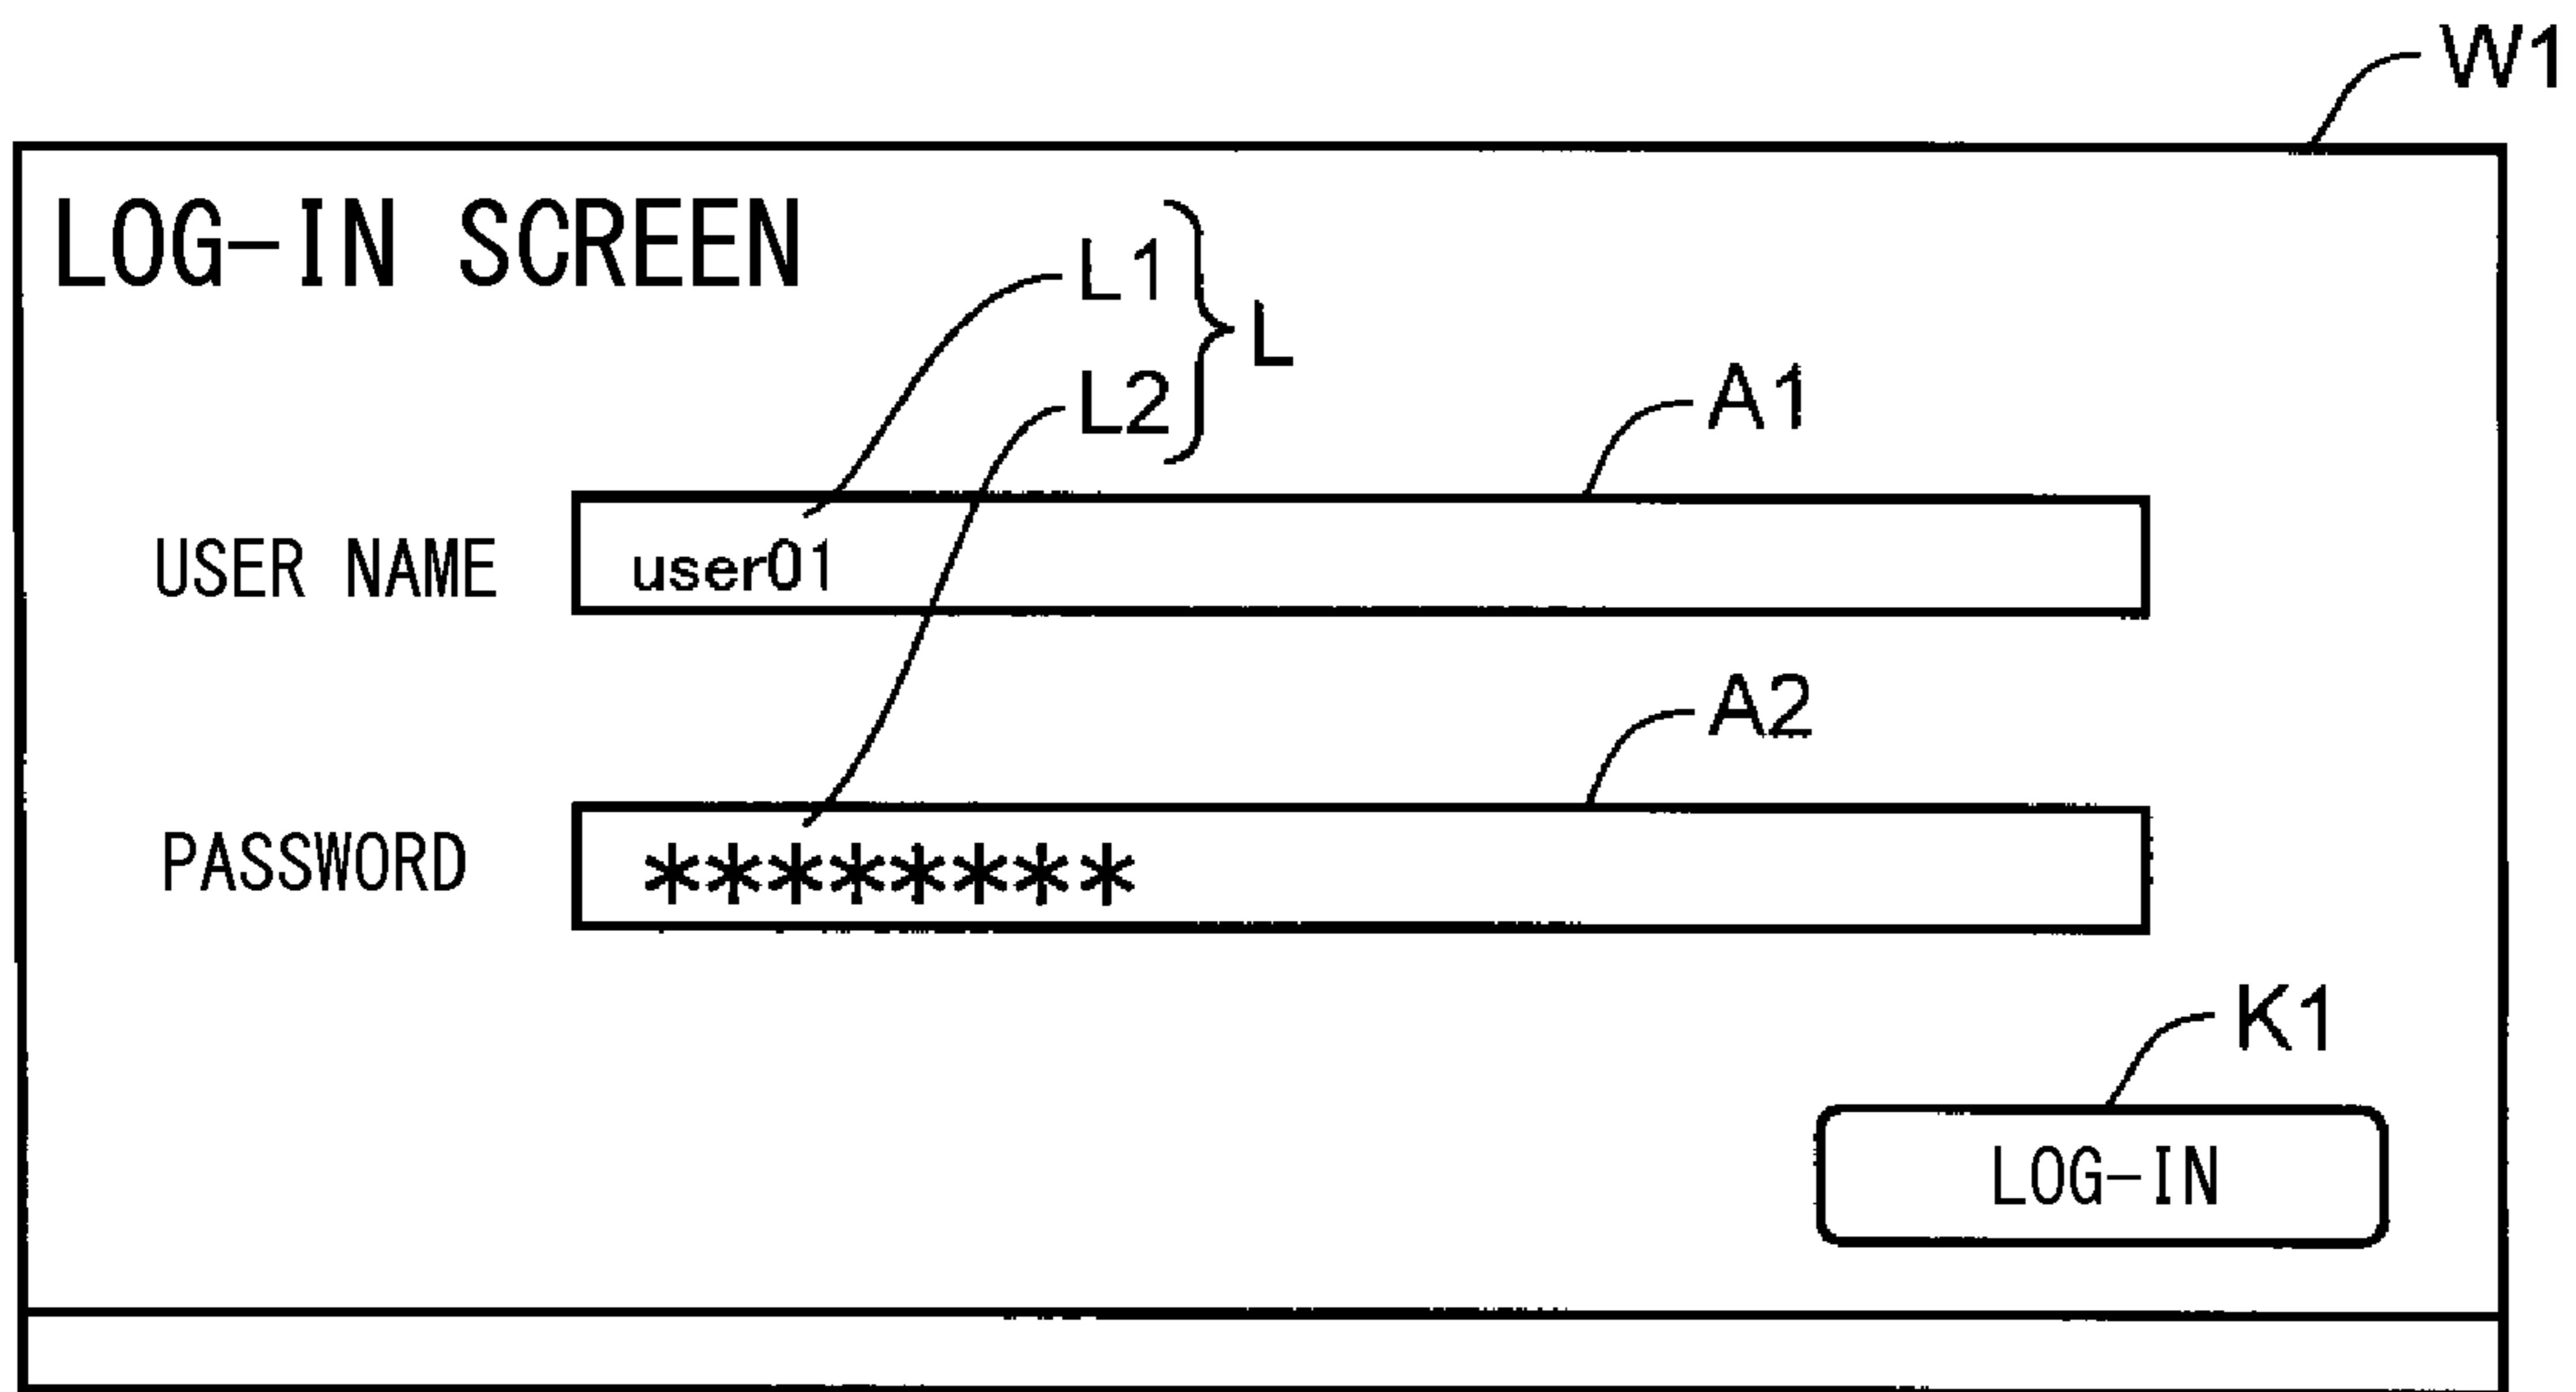 W1
LOG-IN SCREEN
L1
L
L2
A1
USER NAME
user01
A2
PASSWORD
********
K1
LOG-IN